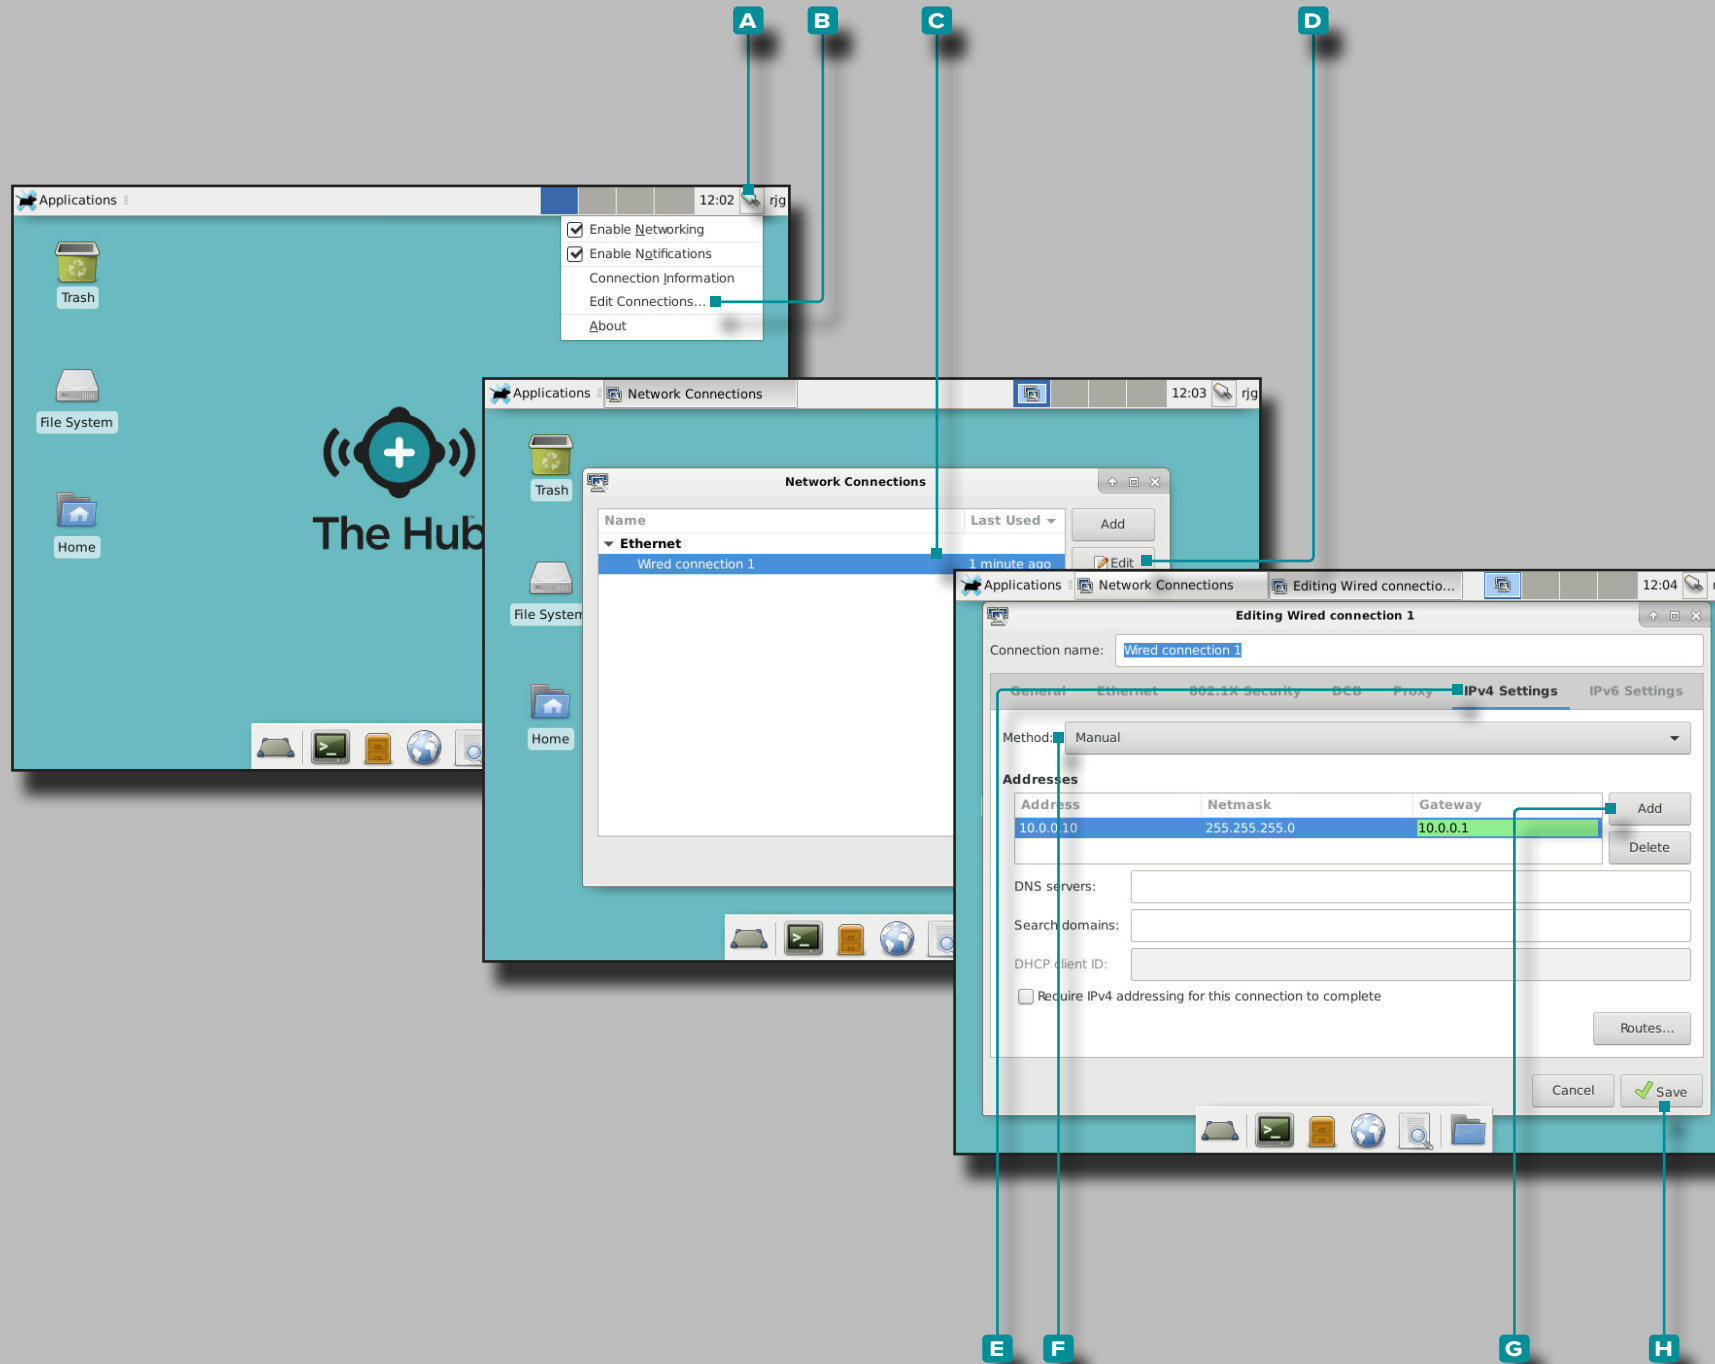 A
B
C
D
Applications
12:02
rjg
Enable Networking
Enable Notifications
Connection Information
Edit Connections...
About
Trash
File System
Home
The Hub
Applications
Network Connections
12:03
rjg
Trash
File System
Home
Network Connections
Name
Last Used
Add
Ethernet
Wired connection 1
1 minute ago
Edit
Applications
Network Connections
Editing Wired connectio...
12:04
Editing Wired connection 1
Connection name:
Wired connection 1
General
Ethernet
802.1X Security
DCB
Proxy
IPv4 Settings
IPv6 Settings
Method:
Manual
Addresses
Address
Netmask
Gateway
Add
10.0.0.10
255.255.255.0
10.0.0.1
Delete
DNS servers:
Search domains:
DHCP client ID:
Require IPv4 addressing for this connection to complete
Routes...
Cancel
Save
E
F
G
H